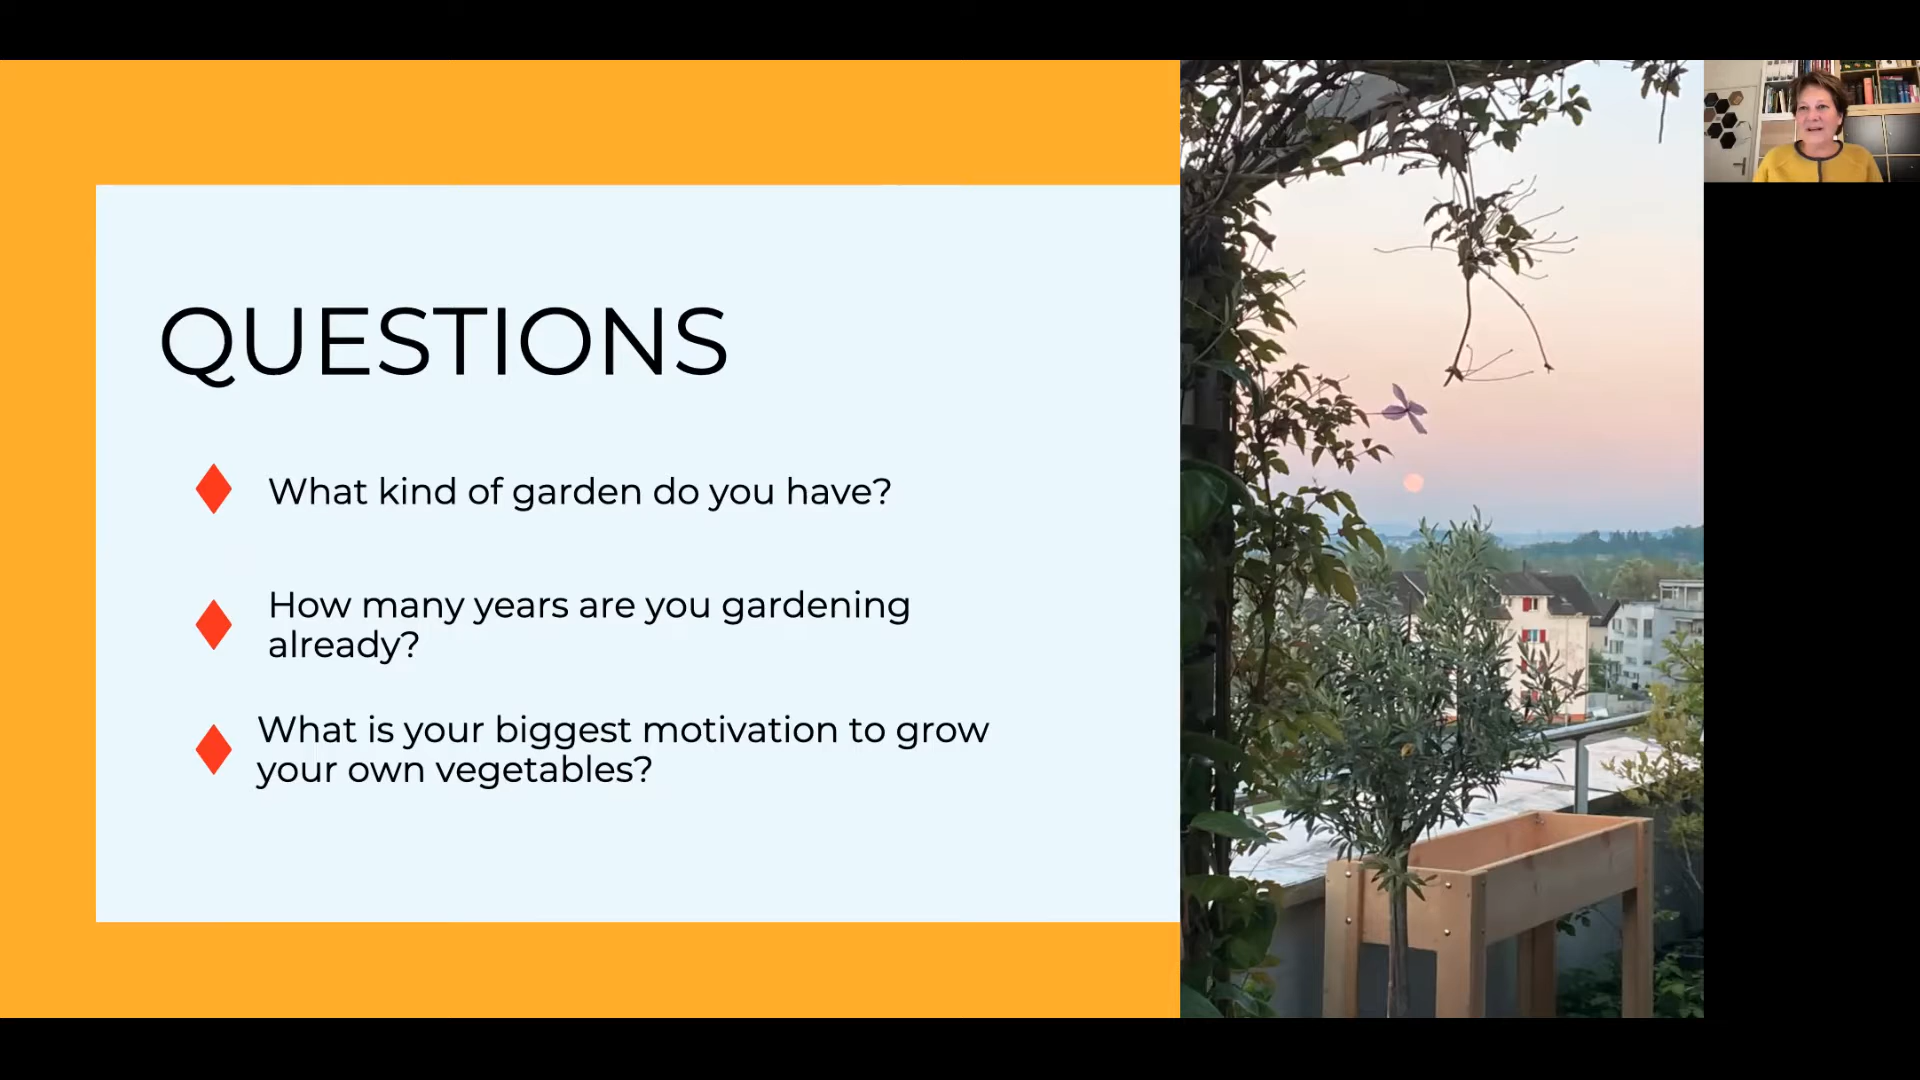 QUESTIONS
What kind of garden do you have?
How many years are you gardening
already?
What is your biggest motivation to grow
your own vegetables?